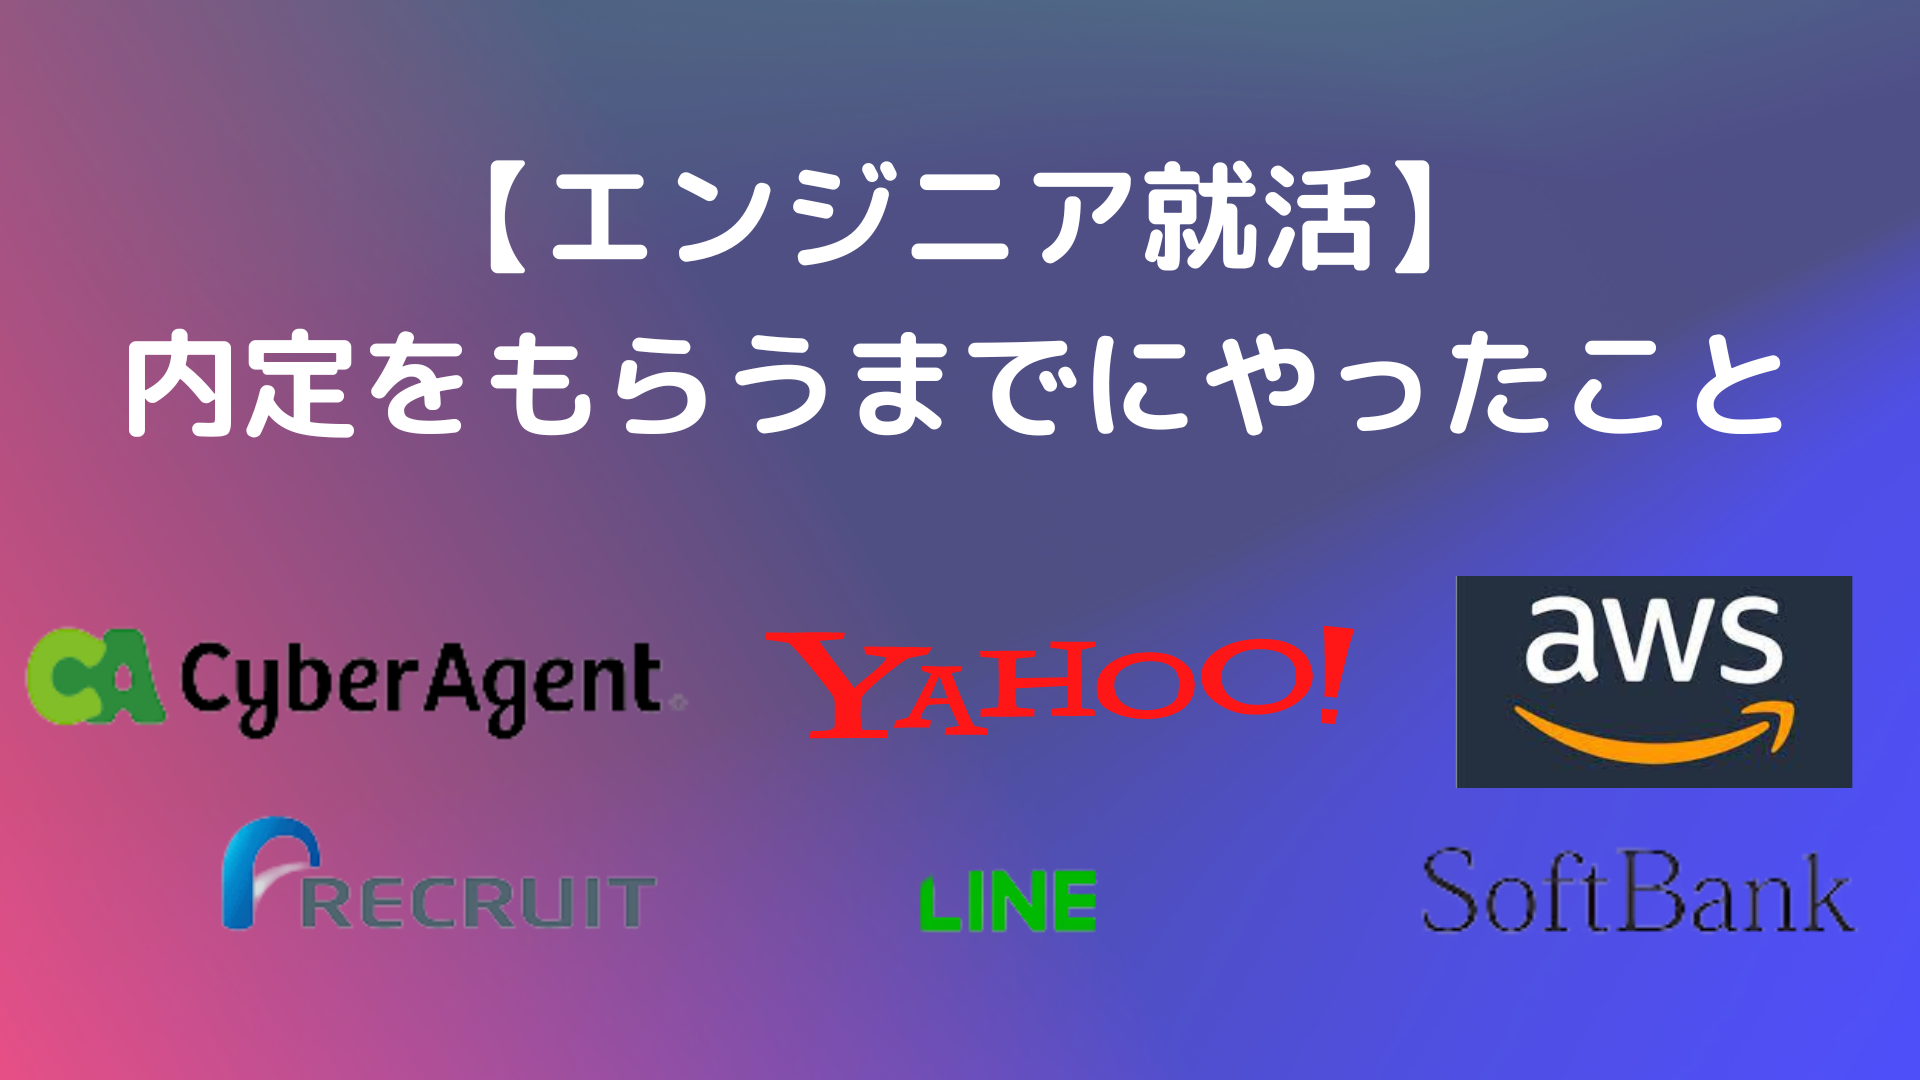 【エンジニア就活】
内定をもらうまでにやったこと
CA CyberAgent
YAHOO!
aws
RECRUIT
LINE
SoftBank